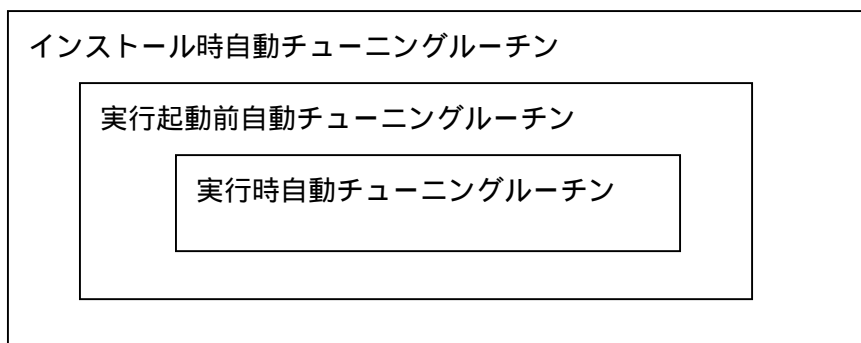 インストール時自動チューニングルーチン
実行起動前自動チューニングルーチン
実行時自動チューニングルーチン